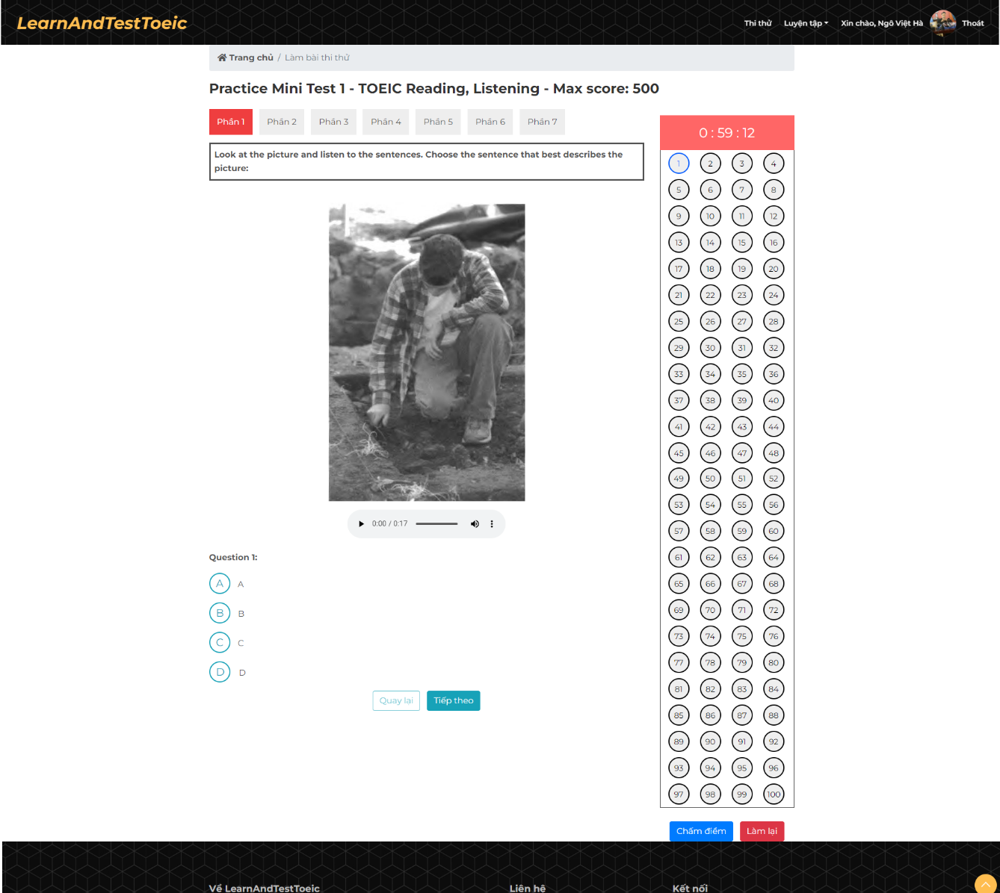 LearnAndTestToeic
Thi thử Luyện tập Xin chào, Ngô Việt Hà Thoát
Trang chủ / Làm bài thi thử
Practice Mini Test 1 - TOEIC Reading, Listening - Max score: 500
Phần 1 Phần 2 Phần 3 Phần 4 Phần 5 Phần 6 Phần 7
0 : 59 : 12
Look at the picture and listen to the sentences. Choose the sentence that best describes the
picture:
1 2 3 4
5 6 7 8
9 10 11 12
13 14 15 16
17 18 19 20
21 22 23 24
25 26 27 28
29 30 31 32
33 34 35 36
37 38 39 40
41 42 43 44
45 46 47 48
49 50 51 52
53 54 55 56
57 58 59 60
61 62 63 64
65 66 67 68
69 70 71 72
73 74 75 76
77 78 79 80
81 82 83 84
85 86 87 88
89 90 91 92
93 94 95 96
97 98 99 100
0:00 / 0:17
Question 1:
A A
B B
C C
D D
Quay lại Tiếp theo
Chấm điểm Làm lại
Về LearnAndTestToeic Liên hệ Kết nối